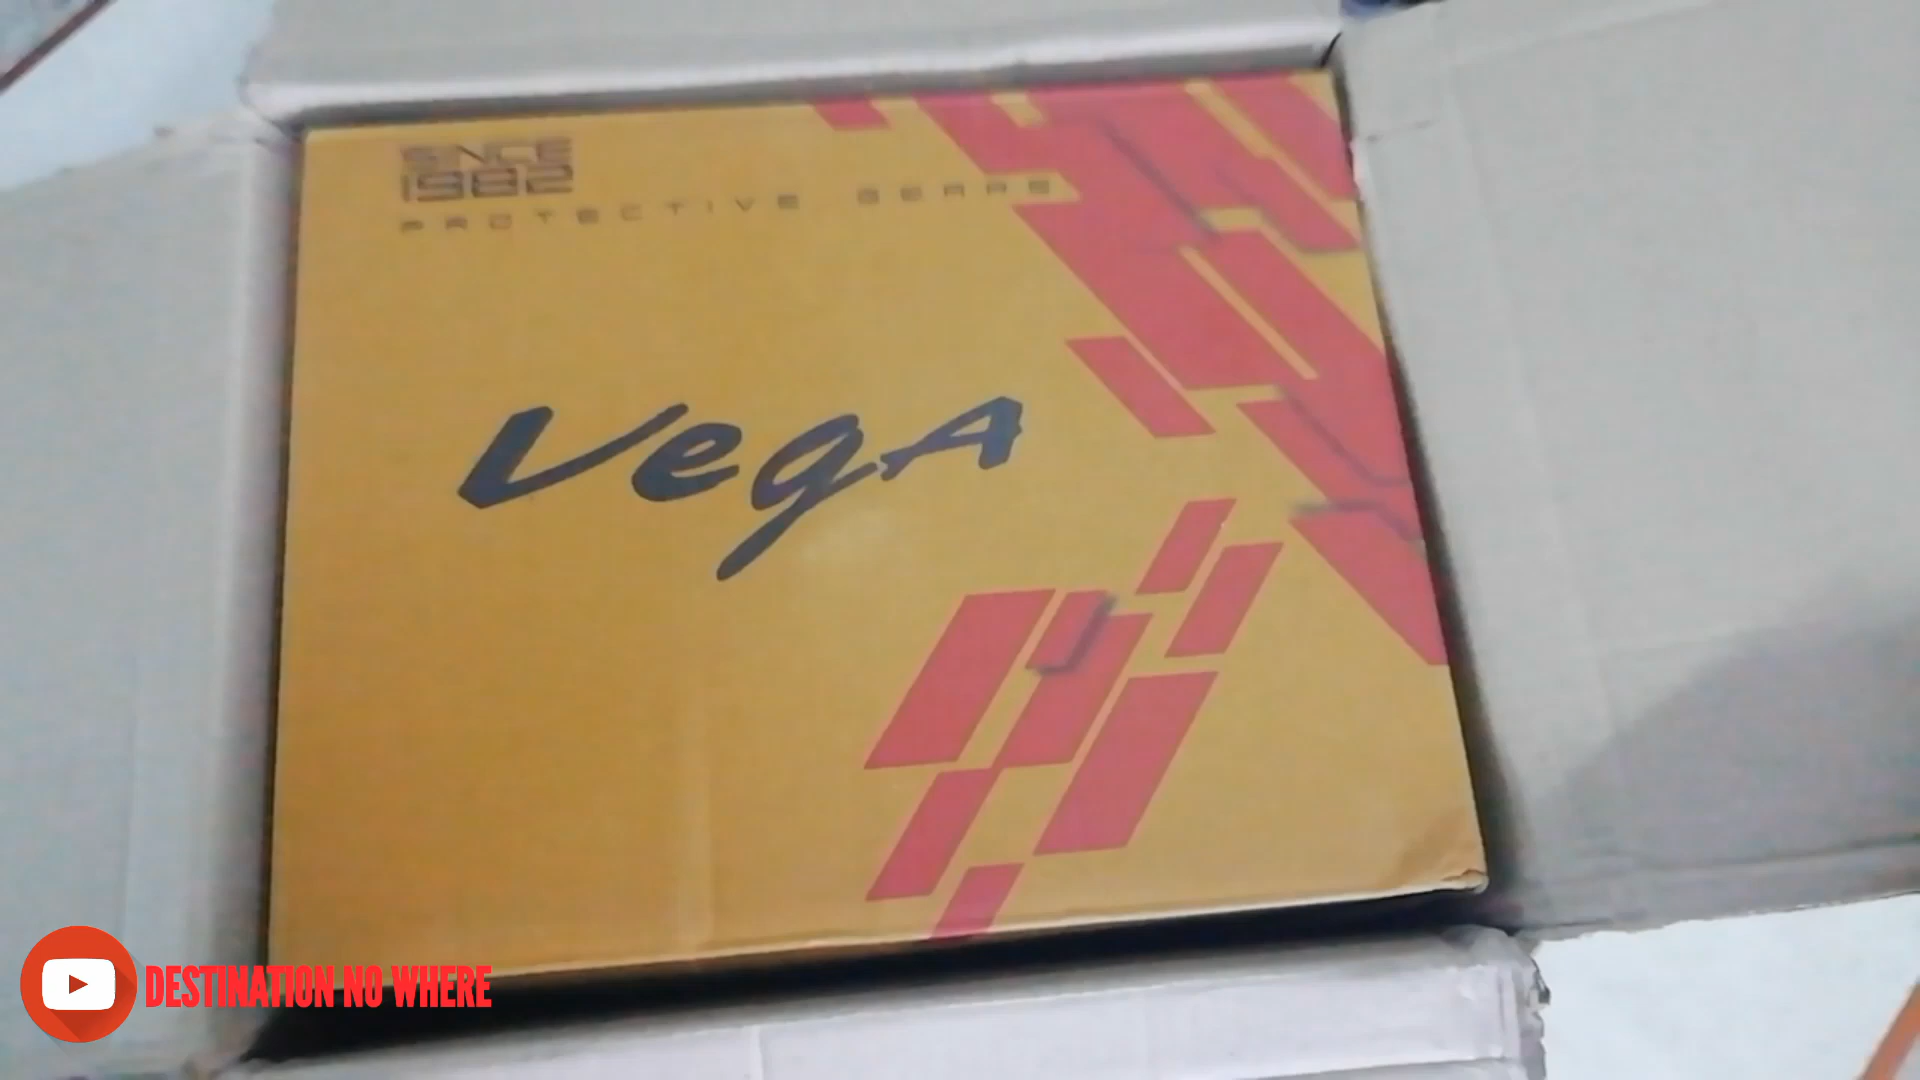 SINCE
1982
PROTECTIVE GEARS
VegA
DESTINATION NO WHERE